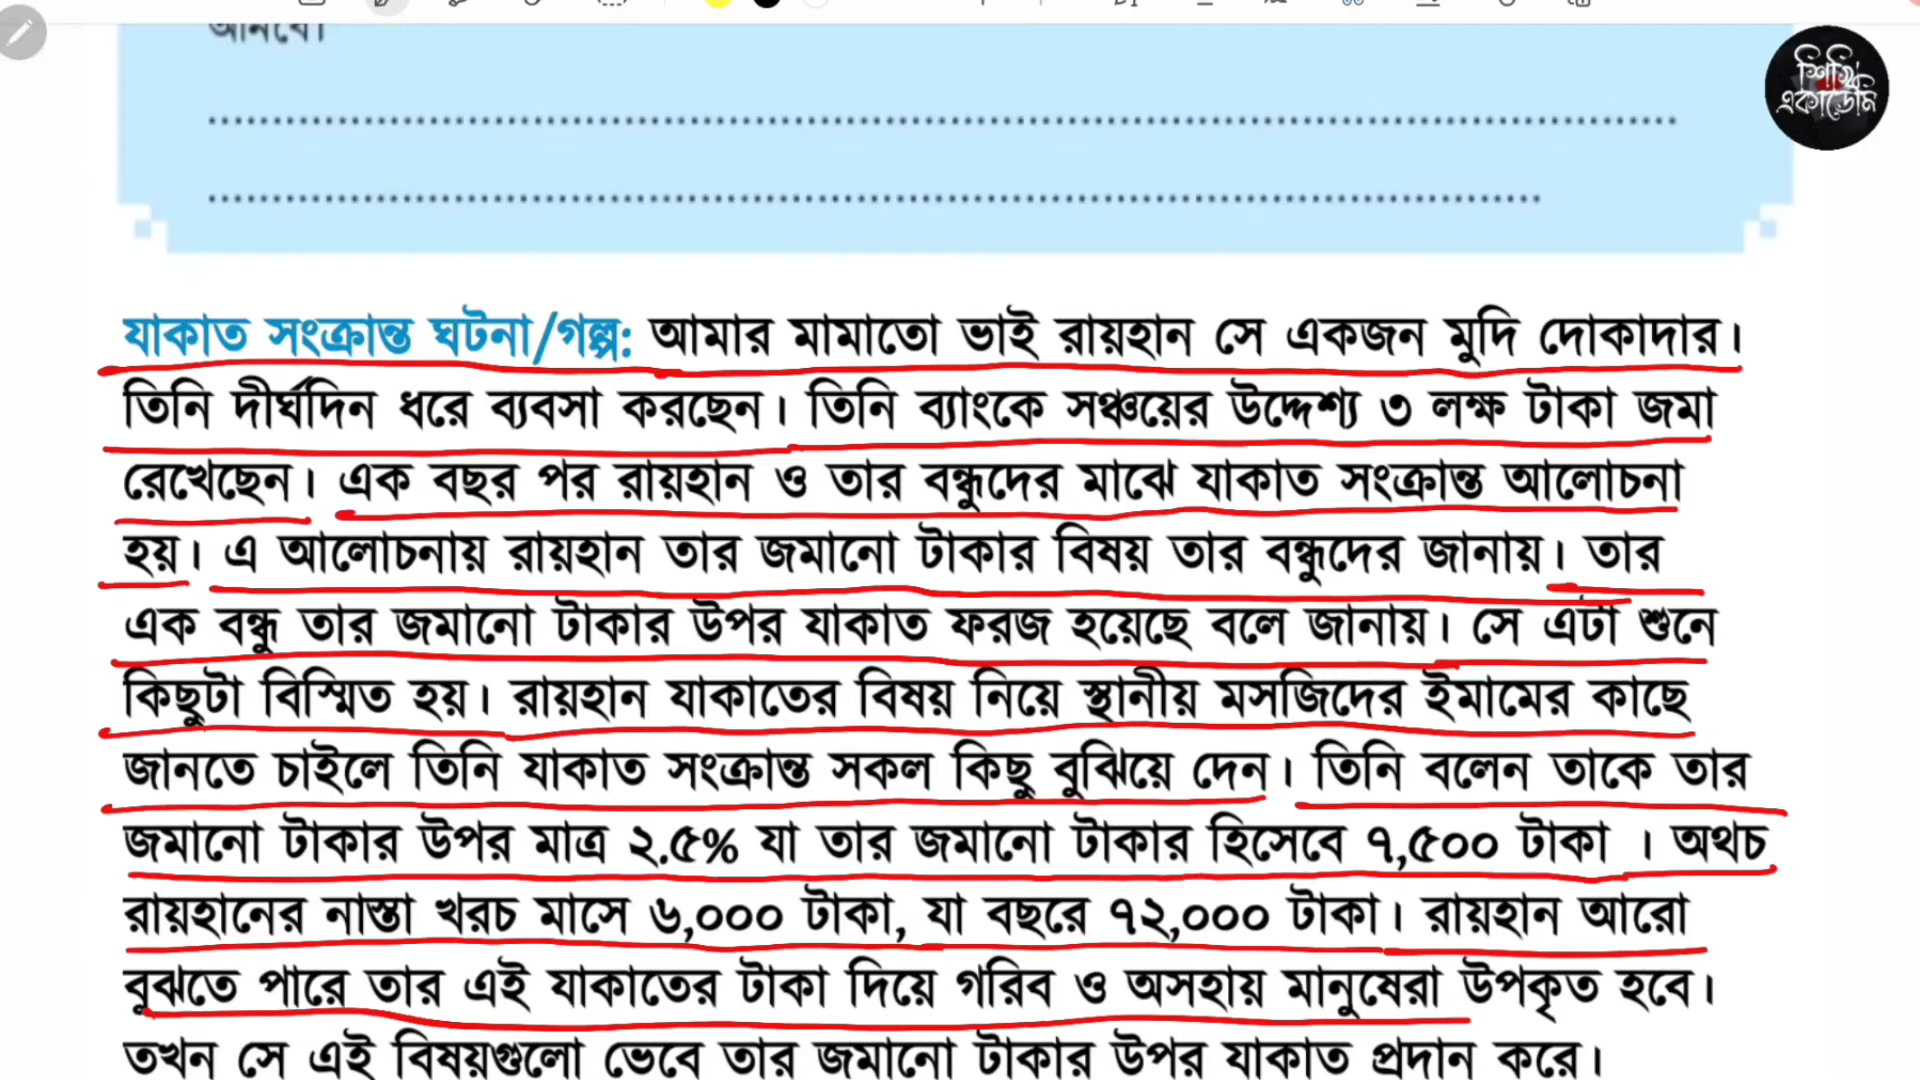 আনবে।
শিখি
একাডেমি
যাকাত সংক্রান্ত ঘটনা/গল্প: আমার মামাতো ভাই রায়হান সে একজন মুদি দোকাদার।
তিনি দীর্ঘদিন ধরে ব্যবসা করছেন। তিনি ব্যাংকে সঞ্চয়ের উদ্দেশ্য ৩ লক্ষ টাকা জমা
রেখেছেন। এক বছর পর রায়হান ও তার বন্ধুদের মাঝে যাকাত সংক্রান্ত আলোচনা
হয়। এ আলোচনায় রায়হান তার জমানো টাকার বিষয় তার বন্ধুদের জানায়। তার
এক বন্ধু তার জমানো টাকার উপর যাকাত ফরজ হয়েছে বলে জানায়। সে এটা শুনে
কিছুটা বিস্মিত হয়। রায়হান যাকাতের বিষয় নিয়ে স্থানীয় মসজিদের ইমামের কাছে
জানতে চাইলে তিনি যাকাত সংক্রান্ত সকল কিছু বুঝিয়ে দেন। তিনি বলেন তাকে তার
জমানো টাকার উপর মাত্র ২.৫% যা তার জমানো টাকার হিসেবে ৭,৫০০ টাকা । অথচ
রায়হানের নাস্তা খরচ মাসে ৬,০০০ টাকা, যা বছরে ৭২,০০০ টাকা। রায়হান আরো
বুঝতে পারে তার এই যাকাতের টাকা দিয়ে গরিব ও অসহায় মানুষেরা উপকৃত হবে।
তখন সে এই বিষয়গুলো ভেবে তার জমানো টাকার উপর যাকাত প্রদান করে।